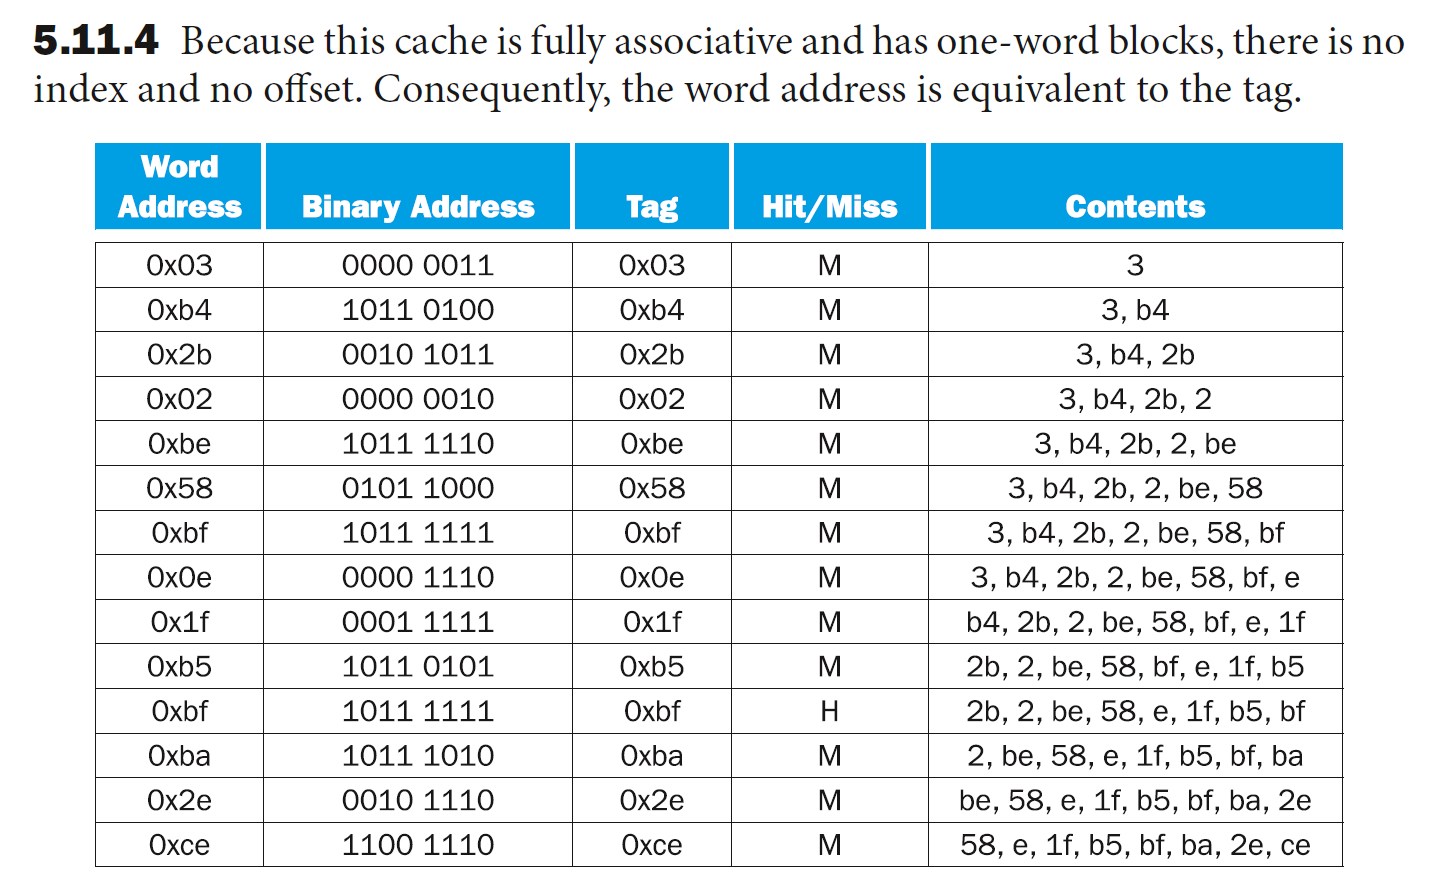 5.11.4 Because this cache is fully associative and has one-word blocks, there is no
index and no offset. Consequently, the word address is equivalent to the tag.
Word Address Binary Address Tag Hit/Miss Contents
0x03 0000 0011 0x03 M 3
0xb4 1011 0100 0xb4 M 3, b4
0x2b 0010 1011 0x2b M 3, b4, 2b
0x02 0000 0010 0x02 M 3, b4, 2b, 2
0xbe 1011 1110 0xbe M 3, b4, 2b, 2, be
0x58 0101 1000 0x58 M 3, b4, 2b, 2, be, 58
0xbf 1011 1111 0xbf M 3, b4, 2b, 2, be, 58, bf
0x0e 0000 1110 0x0e M 3, b4, 2b, 2, be, 58, bf, e
0x1f 0001 1111 0x1f M b4, 2b, 2, be, 58, bf, e, 1f
0xb5 1011 0101 0xb5 M 2b, 2, be, 58, bf, e, 1f, b5
0xbf 1011 1111 0xbf H 2b, 2, be, 58, e, 1f, b5, bf
0xba 1011 1010 0xba M 2, be, 58, e, 1f, b5, bf, ba
0x2e 0010 1110 0x2e M be, 58, e, 1f, b5, bf, ba, 2e
0xce 1100 1110 0xce M 58, e, 1f, b5, bf, ba, 2e, ce